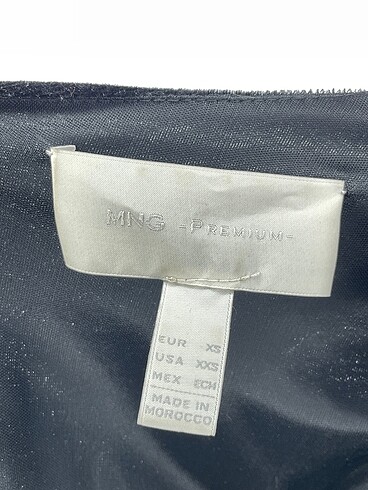 MNG -PREMIUM-
EUR XS
USA XXS
MEX ECH
MADE IN
MOROCCO